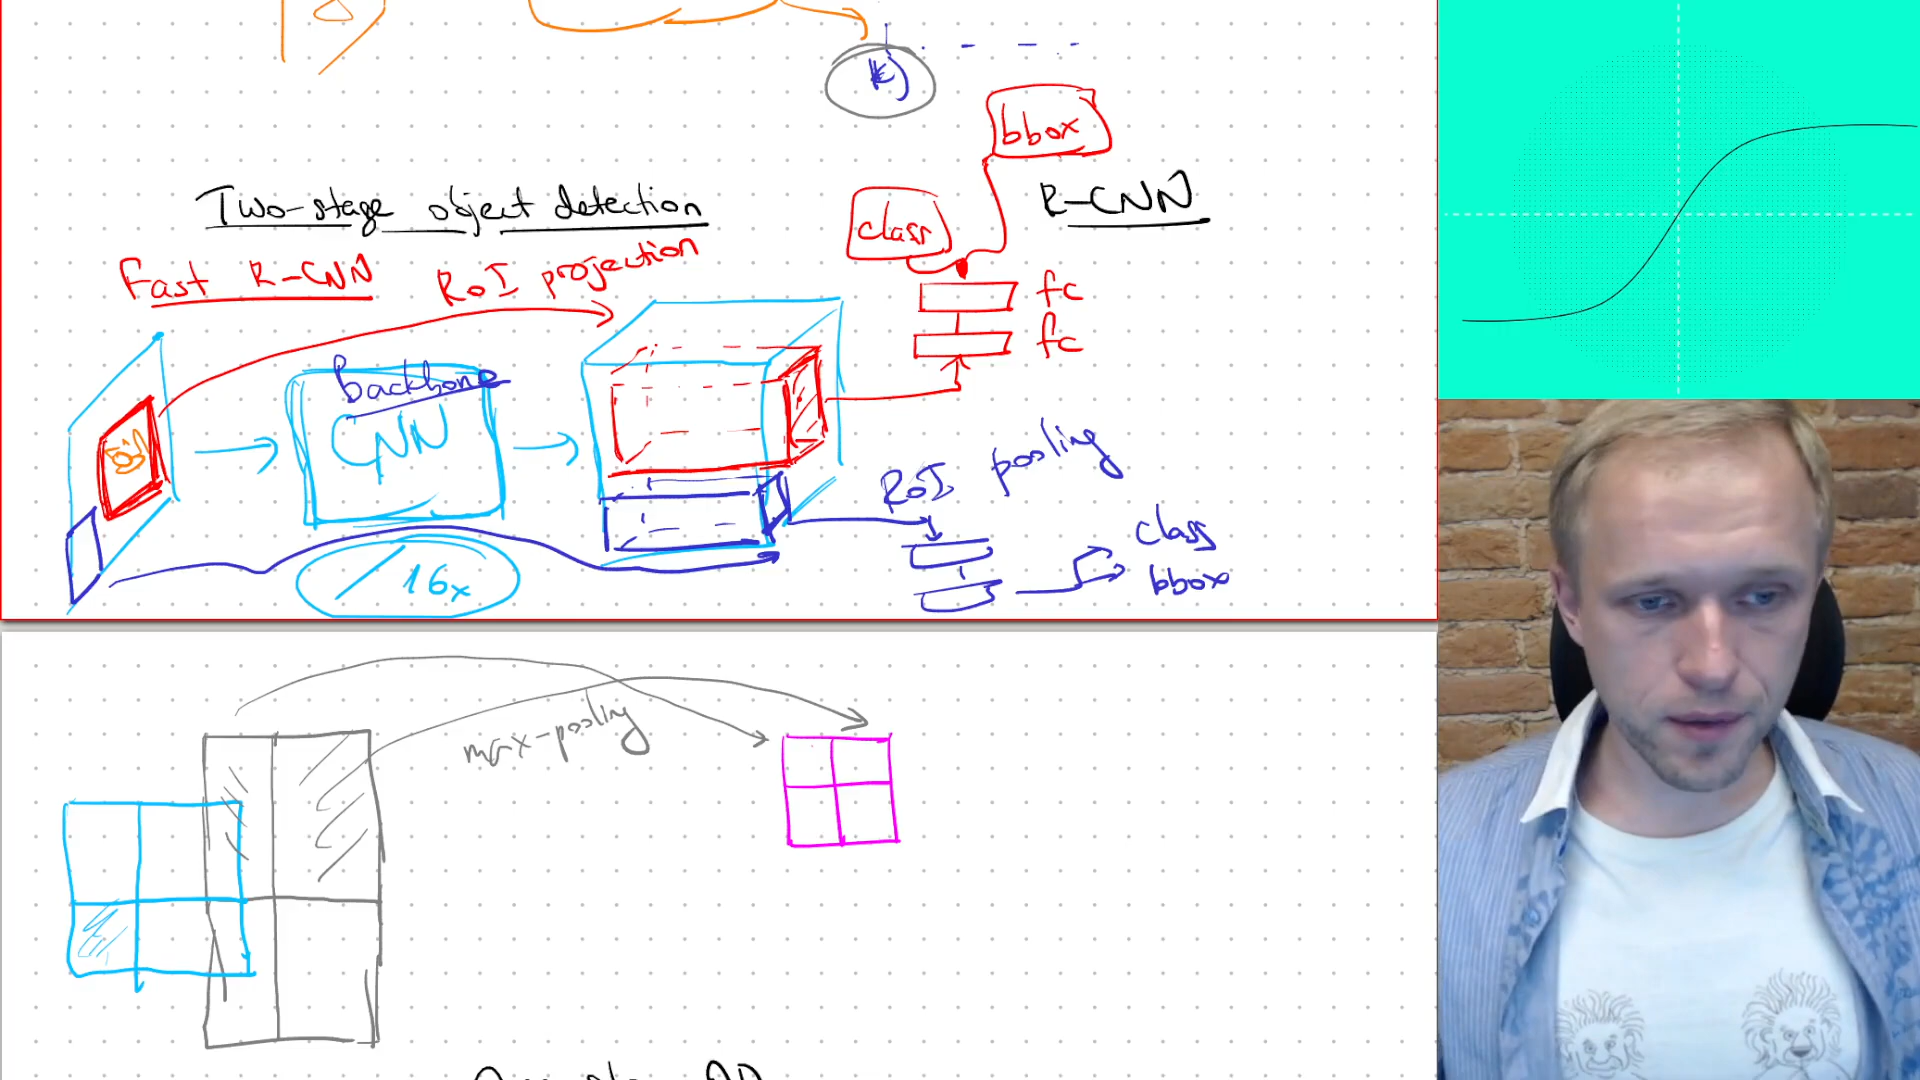 bbox
R-CNN
class
Two-stage object detection
Fast R-CNN
RoI projection
fc
fc
Backbone
CNN
RoI pooling
/16x
class
bbox
max-pooling